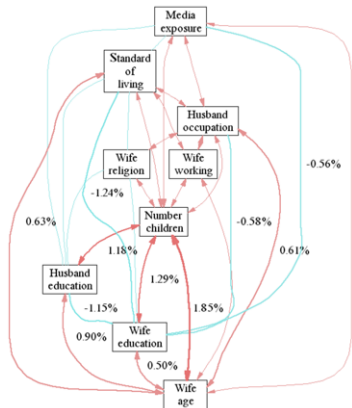 Media
exposure
Standard
of
living
Husband
occupation
Wife
religion
Wife
working
-0.56%
-1.24%
Number
children
0.63%
-0.58%
1.18%
0.61%
Husband
education
1.29%
1.85%
-1.15%
Wife
education
0.90%
0.50%
Wife
age